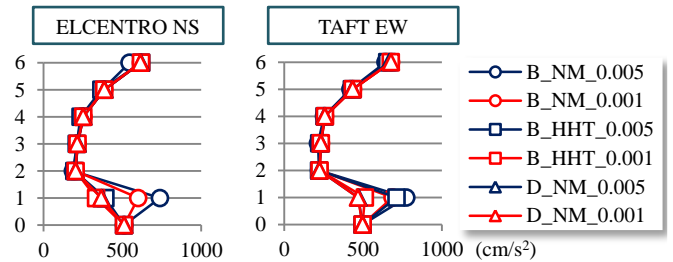 ELCENTRO NS
TAFT EW
6
5
4
3
2
1
0
0
500
1000
6
5
4
3
2
1
0
0
500
1000
(cm/s²)
B_NM_0.005
B_NM_0.001
B_HHT_0.005
B_HHT_0.001
D_NM_0.005
D_NM_0.001